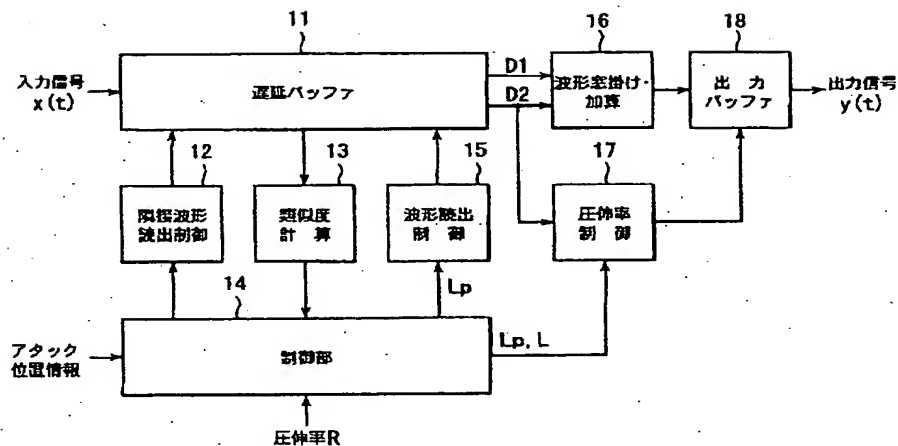 11
16
18
入力信号
x(t)
遅延バッファ
D1
D2
波形窓掛け・
加算
出 力
バッファ
出力信号
y(t)
12
13
15
17
隣接波形
読出制御
類似度
計 算
波形読出
制 御
圧伸率
制 御
14
Lp
アタック
位置情報
制御部
Lp, L
圧伸率R